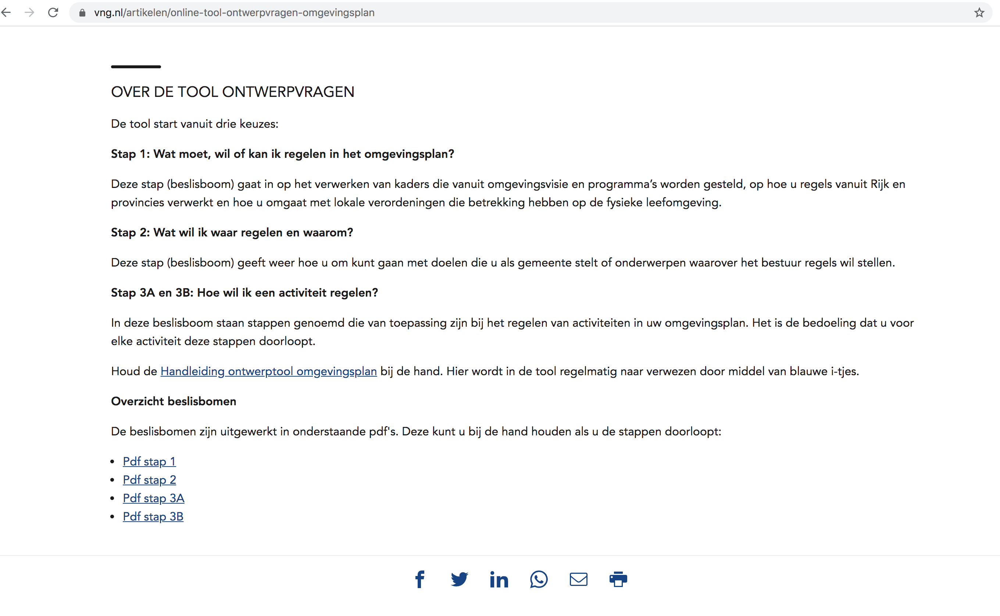 vng.nl/artikelen/online-tool-ontwerpvragen-omgevingsplan
OVER DE TOOL ONTWERPVRAGEN
De tool start vanuit drie keuzes:
Stap 1: Wat moet, wil of kan ik regelen in het omgevingsplan?
Deze stap (beslisboom) gaat in op het verwerken van kaders die vanuit omgevingsvisie en programma’s worden gesteld, op hoe u regels vanuit Rijk en
provincies verwerkt en hoe u omgaat met lokale verordeningen die betrekking hebben op de fysieke leefomgeving.
Stap 2: Wat wil ik waar regelen en waarom?
Deze stap (beslisboom) geeft weer hoe u om kunt gaan met doelen die u als gemeente stelt of onderwerpen waarover het bestuur regels wil stellen.
Stap 3A en 3B: Hoe wil ik een activiteit regelen?
In deze beslisboom staan stappen genoemd die van toepassing zijn bij het regelen van activiteiten in uw omgevingsplan. Het is de bedoeling dat u voor
elke activiteit deze stappen doorloopt.
Houd de Handleiding ontwerptool omgevingsplan bij de hand. Hier wordt in de tool regelmatig naar verwezen door middel van blauwe i-tjes.
Overzicht beslisbomen
De beslisbomen zijn uitgewerkt in onderstaande pdf's. Deze kunt u bij de hand houden als u de stappen doorloopt:
• Pdf stap 1
• Pdf stap 2
• Pdf stap 3A
• Pdf stap 3B